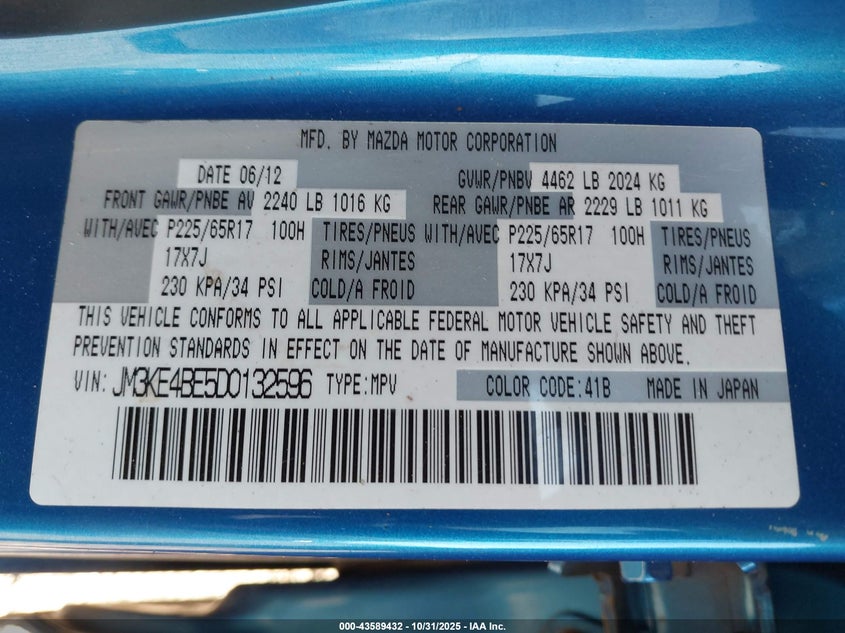 MFD. BY MAZDA MOTOR CORPORATION
DATE 06/12 GVWR/PNBV 4462 LB 2024 KG
FRONT GAWR/PNBE AV 2240 LB 1016 KG REAR GAWR/PNBE AR 2229 LB 1011 KG
WITH/AVEC P225/65R17 100H TIRES/PNEUS WITH/AVEC P225/65R17 100H TIRES/PNEUS
17X7J RIMS/JANTES 17X7J RIMS/JANTES
230 KPA/34 PSI COLD/A FROID 230 KPA/34 PSI COLD/A FROID
THIS VEHICLE CONFORMS TO ALL APPLICABLE FEDERAL MOTOR VEHICLE SAFETY AND THEFT
PREVENTION STANDARDS IN EFFECT ON THE DATE OF MANUFACTURE SHOWN ABOVE.
VIN: JM3KE4BE5D0132596 TYPE:MPV COLOR CODE:41B MADE IN JAPAN
000-43589432 - 10/31/2025 - IAA Inc.